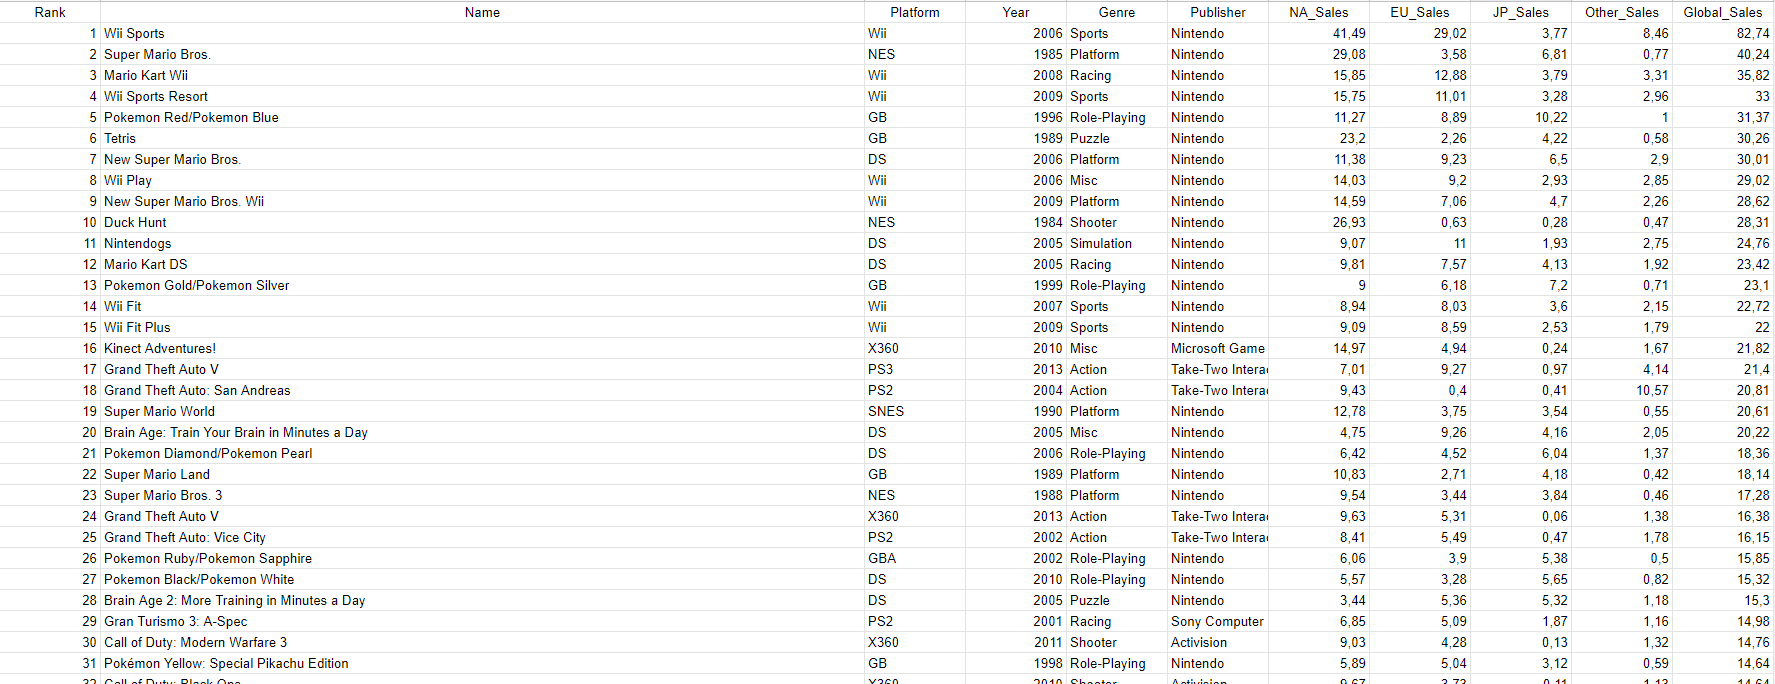 Rank Name Platform Year Genre Publisher NA_Sales EU_Sales JP_Sales Other_Sales Global_Sales
1 Wii Sports Wii 2006 Sports Nintendo 41,49 29,02 3,77 8,46 82,74
2 Super Mario Bros. NES 1985 Platform Nintendo 29,08 3,58 6,81 0,77 40,24
3 Mario Kart Wii Wii 2008 Racing Nintendo 15,85 12,88 3,79 3,31 35,82
4 Wii Sports Resort Wii 2009 Sports Nintendo 15,75 11,01 3,28 2,96 33
5 Pokemon Red/Pokemon Blue GB 1996 Role-Playing Nintendo 11,27 8,89 10,22 1 31,37
6 Tetris GB 1989 Puzzle Nintendo 23,2 2,26 4,22 0,58 30,26
7 New Super Mario Bros. DS 2006 Platform Nintendo 11,38 9,23 6,5 2,9 30,01
8 Wii Play Wii 2006 Misc Nintendo 14,03 9,2 2,93 2,85 29,02
9 New Super Mario Bros. Wii Wii 2009 Platform Nintendo 14,59 7,06 4,7 2,26 28,62
10 Duck Hunt NES 1984 Shooter Nintendo 26,93 0,63 0,28 0,47 28,31
11 Nintendogs DS 2005 Simulation Nintendo 9,07 11 1,93 2,75 24,76
12 Mario Kart DS DS 2005 Racing Nintendo 9,81 7,57 4,13 1,92 23,42
13 Pokemon Gold/Pokemon Silver GB 1999 Role-Playing Nintendo 9 6,18 7,2 0,71 23,1
14 Wii Fit Wii 2007 Sports Nintendo 8,94 8,03 3,6 2,15 22,72
15 Wii Fit Plus Wii 2009 Sports Nintendo 9,09 8,59 2,53 1,79 22
16 Kinect Adventures! X360 2010 Misc Microsoft Game 14,97 4,94 0,24 1,67 21,82
17 Grand Theft Auto V PS3 2013 Action Take-Two Intera 7,01 9,27 0,97 4,14 21,4
18 Grand Theft Auto: San Andreas PS2 2004 Action Take-Two Intera 9,43 0,4 0,41 10,57 20,81
19 Super Mario World SNES 1990 Platform Nintendo 12,78 3,75 3,54 0,55 20,61
20 Brain Age: Train Your Brain in Minutes a Day DS 2005 Misc Nintendo 4,75 9,26 4,16 2,05 20,22
21 Pokemon Diamond/Pokemon Pearl DS 2006 Role-Playing Nintendo 6,42 4,52 6,04 1,37 18,36
22 Super Mario Land GB 1989 Platform Nintendo 10,83 2,71 4,18 0,42 18,14
23 Super Mario Bros. 3 NES 1988 Platform Nintendo 9,54 3,44 3,84 0,46 17,28
24 Grand Theft Auto V X360 2013 Action Take-Two Intera 9,63 5,31 0,06 1,38 16,38
25 Grand Theft Auto: Vice City PS2 2002 Action Take-Two Intera 8,41 5,49 0,47 1,78 16,15
26 Pokemon Ruby/Pokemon Sapphire GBA 2002 Role-Playing Nintendo 6,06 3,9 5,38 0,5 15,85
27 Pokemon Black/Pokemon White DS 2010 Role-Playing Nintendo 5,57 3,28 5,65 0,82 15,32
28 Brain Age 2: More Training in Minutes a Day DS 2005 Puzzle Nintendo 3,44 5,36 5,32 1,18 15,3
29 Gran Turismo 3: A-Spec PS2 2001 Racing Sony Computer 6,85 5,09 1,87 1,16 14,98
30 Call of Duty: Modern Warfare 3 X360 2011 Shooter Activision 9,03 4,28 0,13 1,32 14,76
31 Pokémon Yellow: Special Pikachu Edition GB 1998 Role-Playing Nintendo 5,89 5,04 3,12 0,59 14,64
32 Call of Duty: Black Ops X360 2010 Shooter Activision 9,67 3,73 0,11 1,13 14,64